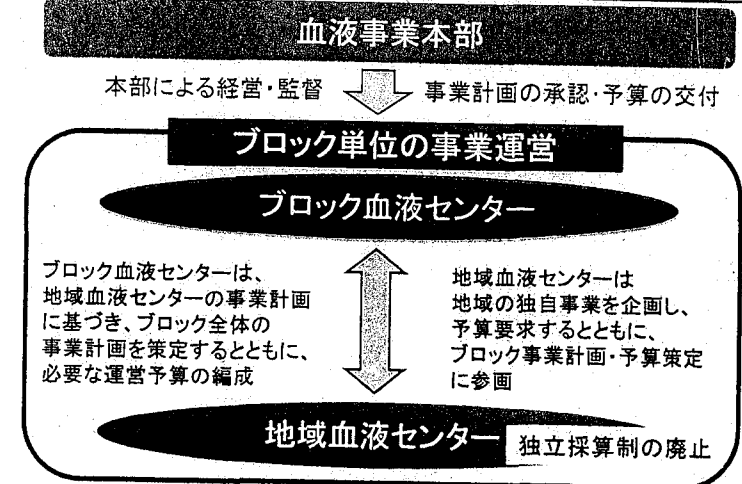 血液事業本部
本部による経営・監督
事業計画の承認・予算の交付
ブロック単位の事業運営
ブロック血液センター
ブロック血液センターは、
地域血液センターの事業計画
に基づき、ブロック全体の
事業計画を策定するとともに、
必要な運営予算の編成
地域血液センターは
地域の独自事業を企画し、
予算要求するとともに、
ブロック事業計画・予算策定
に参画
地域血液センター
独立採算制の廃止